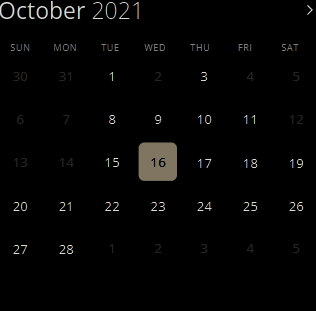 October 2021
SUN MON TUE WED THU FRI SAT
30 31 1 2 3 4 5
6 7 8 9 10 11 12
13 14 15 16 17 18 19
20 21 22 23 24 25 26
27 28 1 2 3 4 5